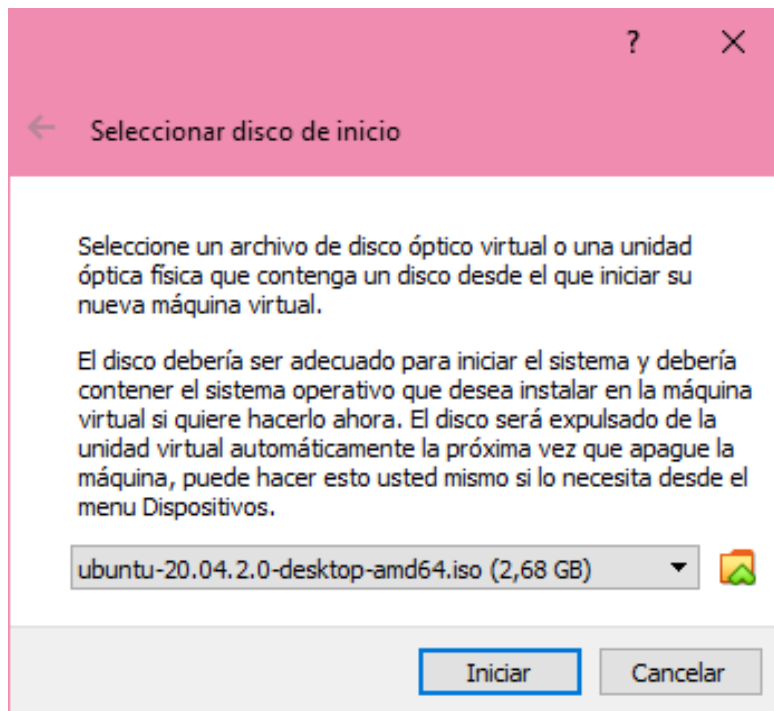 ?
Seleccionar disco de inicio
Seleccione un archivo de disco óptico virtual o una unidad
óptica física que contenga un disco desde el que iniciar su
nueva máquina virtual.
El disco debería ser adecuado para iniciar el sistema y debería
contener el sistema operativo que desea instalar en la máquina
virtual si quiere hacerlo ahora. El disco será expulsado de la
unidad virtual automáticamente la próxima vez que apague la
máquina, puede hacer esto usted mismo si lo necesita desde el
menu Dispositivos.
ubuntu-20.04.2.0-desktop-amd64.iso (2,68 GB)
Iniciar Cancelar